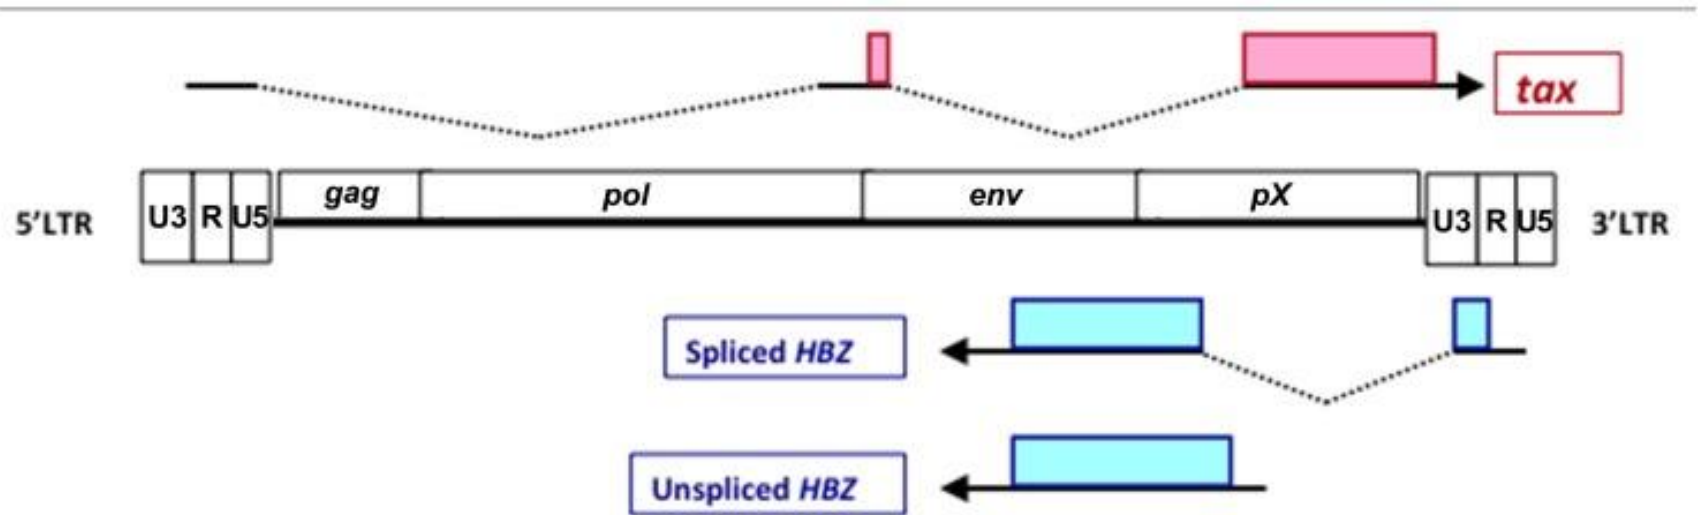 tax
gag pol env pX
5'LTR U3 R U5 U3 R U5 3'LTR
Spliced HBZ
Unspliced HBZ